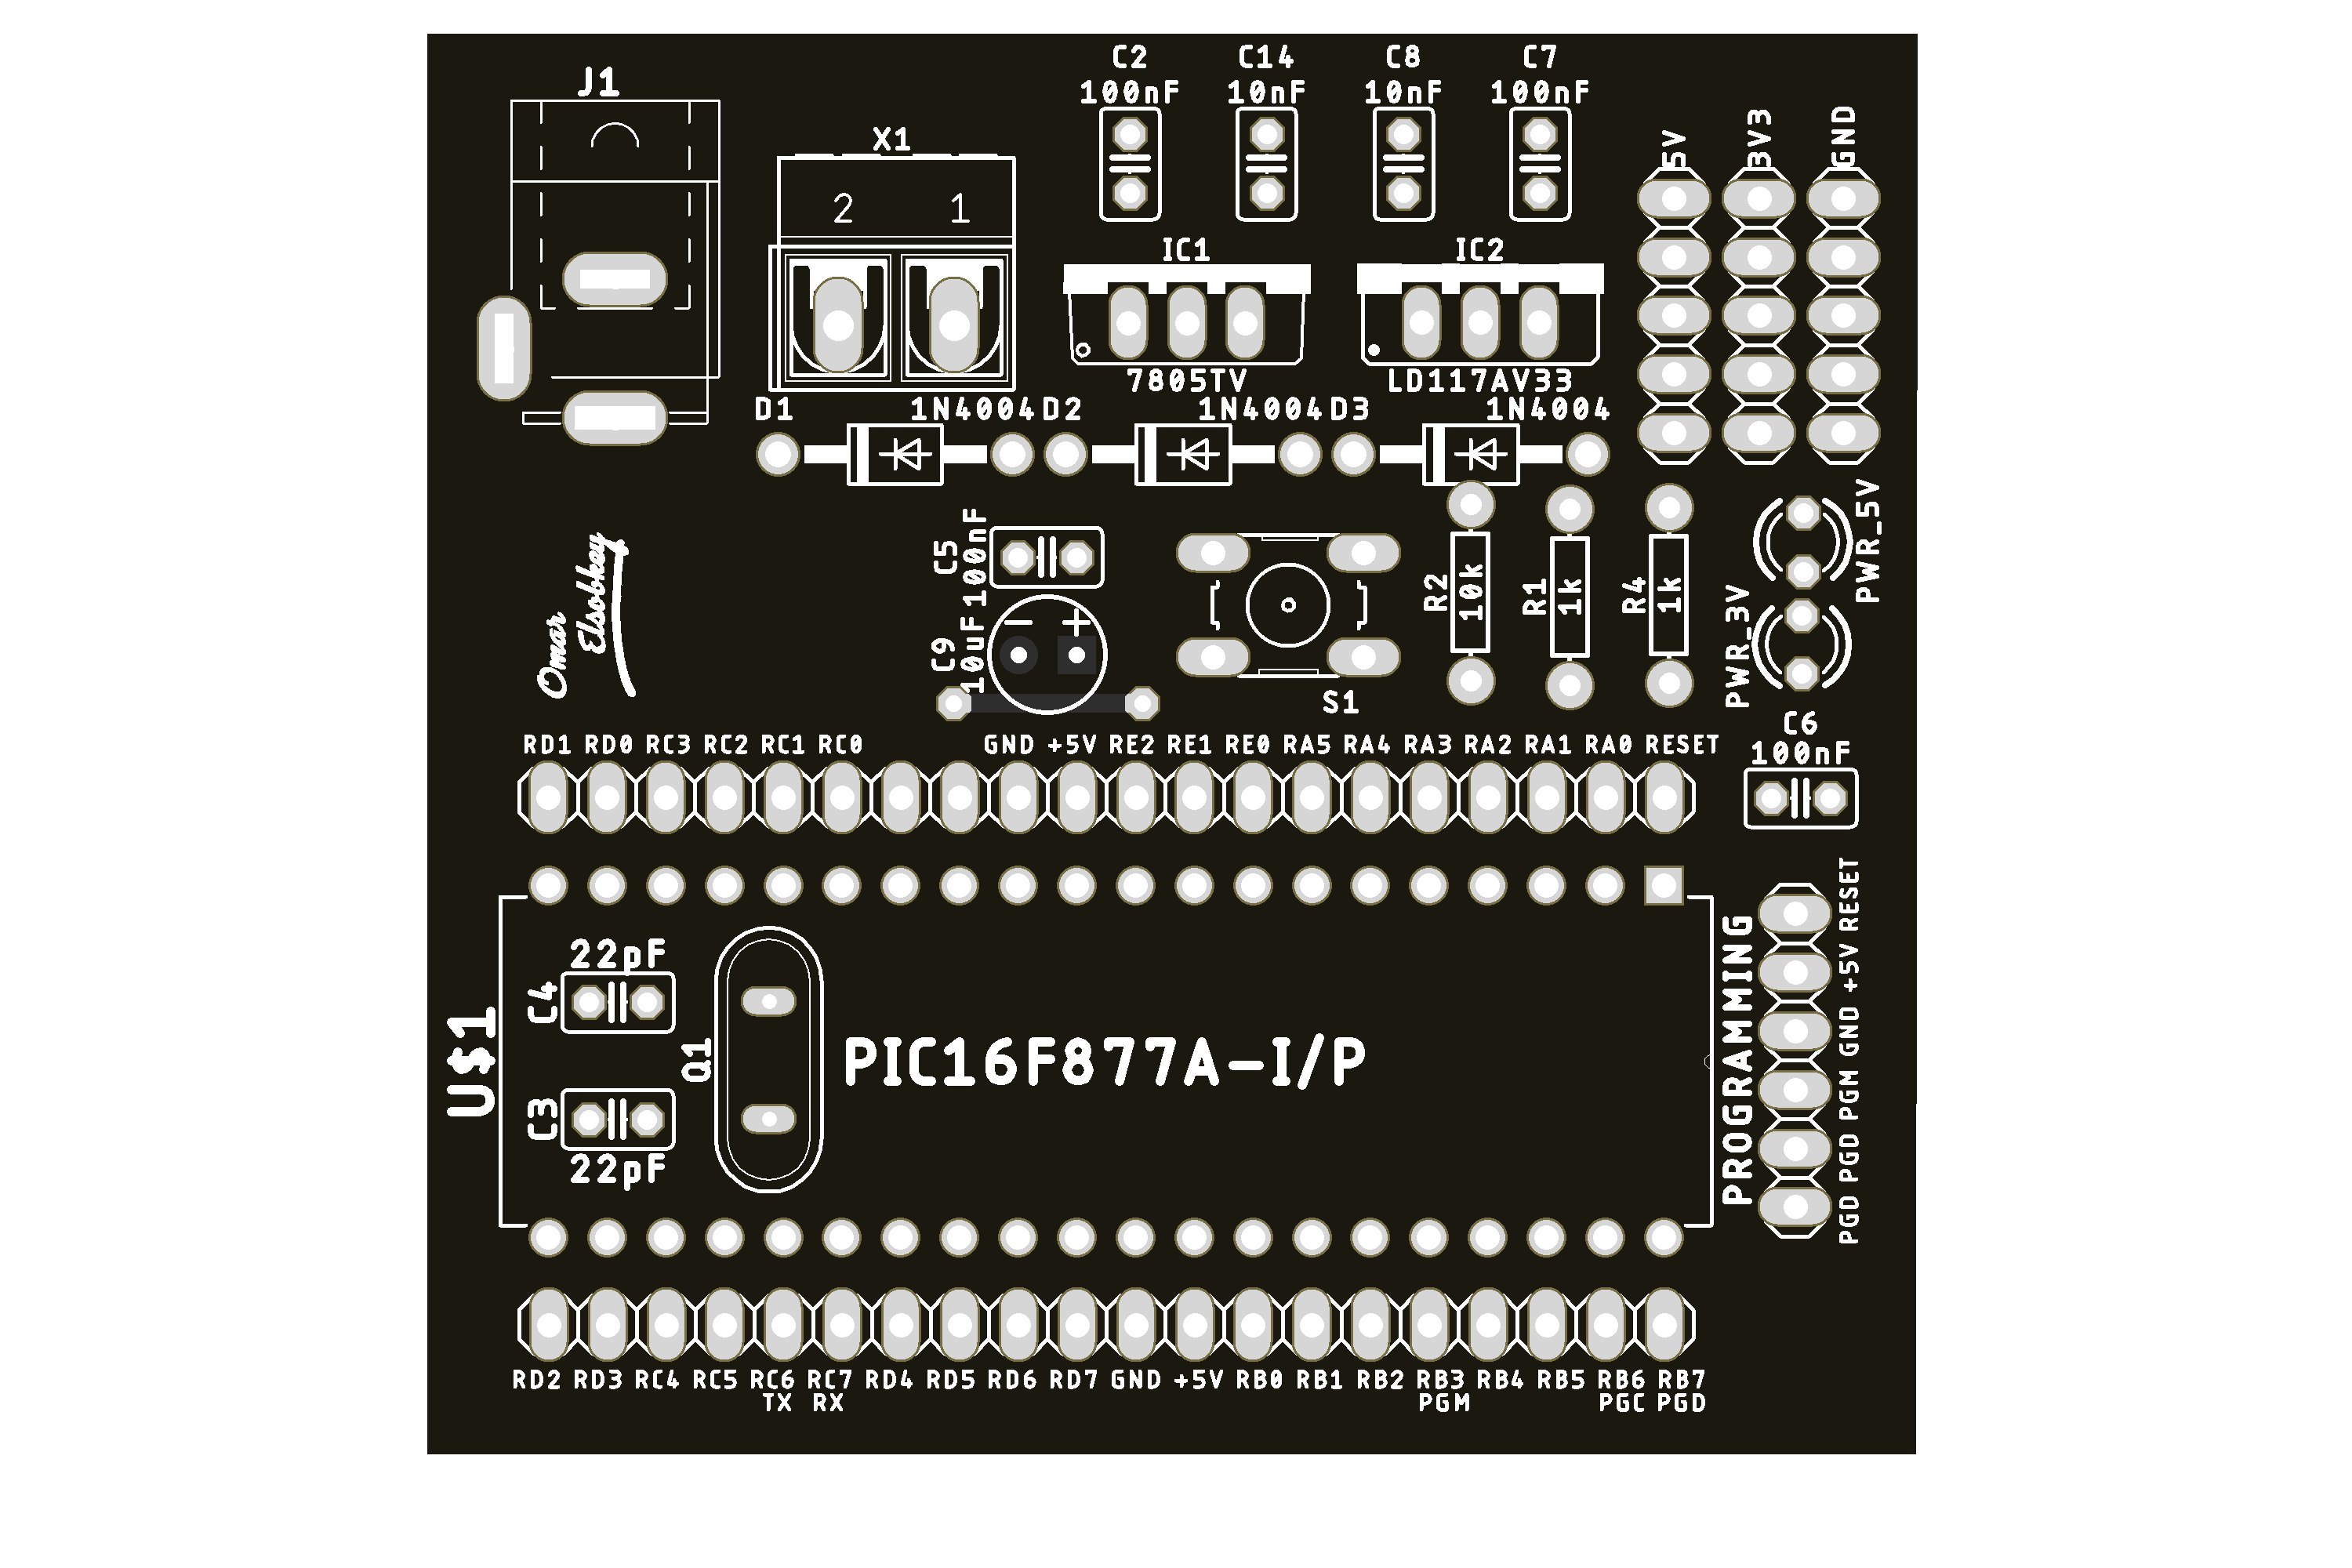 C2 C14 C8 C7
100nF 10nF 10nF 100nF
J1
X1
2 1
5V 3V3 GND
IC1 IC2
7805TV LD117AV33
D1 1N4004 D2 1N4004 D3 1N4004
PWR_5V
C5
100nF
C9
10uF
- +
Omar
Elsobkey
S1
R2
10k
R1
1k
R4
1k
PWR_3V
C6
100nF
RD1 RD0 RC3 RC2 RC1 RC0 GND +5V RE2 RE1 RE0 RA5 RA4 RA3 RA2 RA1 RA0 RESET
22pF
C4
U$1
Q1
PIC16F877A-I/P
C3
22pF
PROGRAMMING
PGD PGD PGM GND +5V RESET
RD2 RD3 RC4 RC5 RC6 RC7 RD4 RD5 RD6 RD7 GND +5V RB0 RB1 RB2 RB3 RB4 RB5 RB6 RB7
TX RX PGM PGC PGD